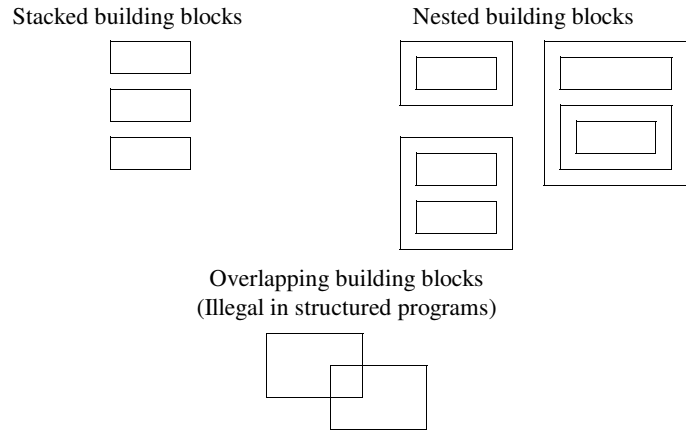 Stacked building blocks
Nested building blocks
Overlapping building blocks
(Illegal in structured programs)